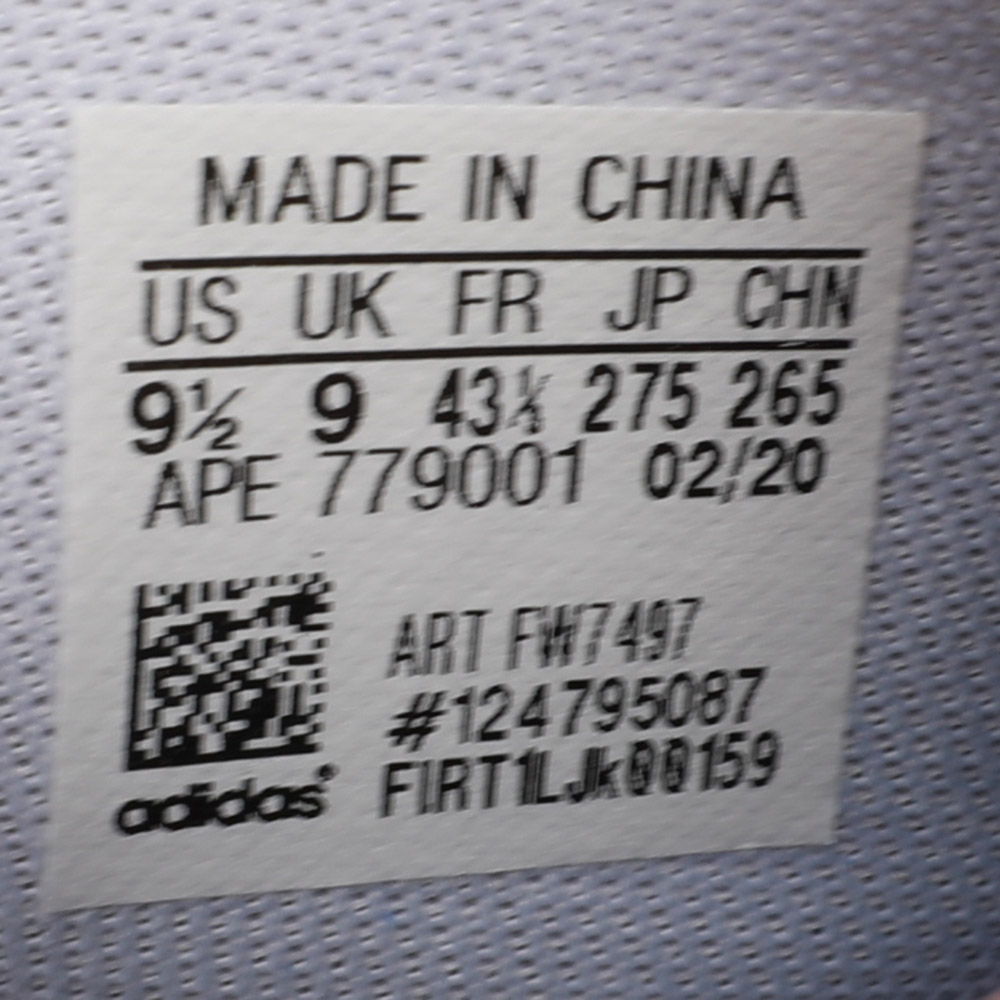 MADE IN CHINA
US UK FR JP CHN
9½ 9 43⅓ 275 265
APE 779001 02/20
ART FW7497
#124795087
adidas®